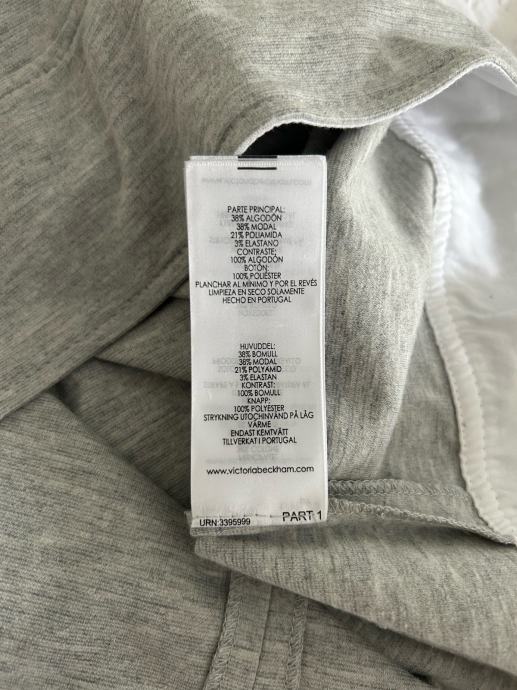 PARTE PRINCIPAL:
38% ALGODÓN
38% MODAL
21% POLIAMIDA
3% ELASTANO
CONTRASTE:
100% ALGODÓN
BOTÓN:
100% POLIÉSTER
PLANCHAR AL MÍNIMO Y POR EL REVÉS
LIMPIEZA EN SECO SOLAMENTE
HECHO EN PORTUGAL
HUVUDDEL:
38% BOMULL
38% MODAL
21% POLYAMID
3% ELASTAN
KONTRAST:
100% BOMULL
KNAPP:
100% POLYESTER
STRYKNING UTOCHINVÄND PÅ LÅG
VÄRME
ENDAST KEMTVÄTT
TILLVERKAT I PORTUGAL
www.victoriabeckham.com
URN:3395999 PART 1